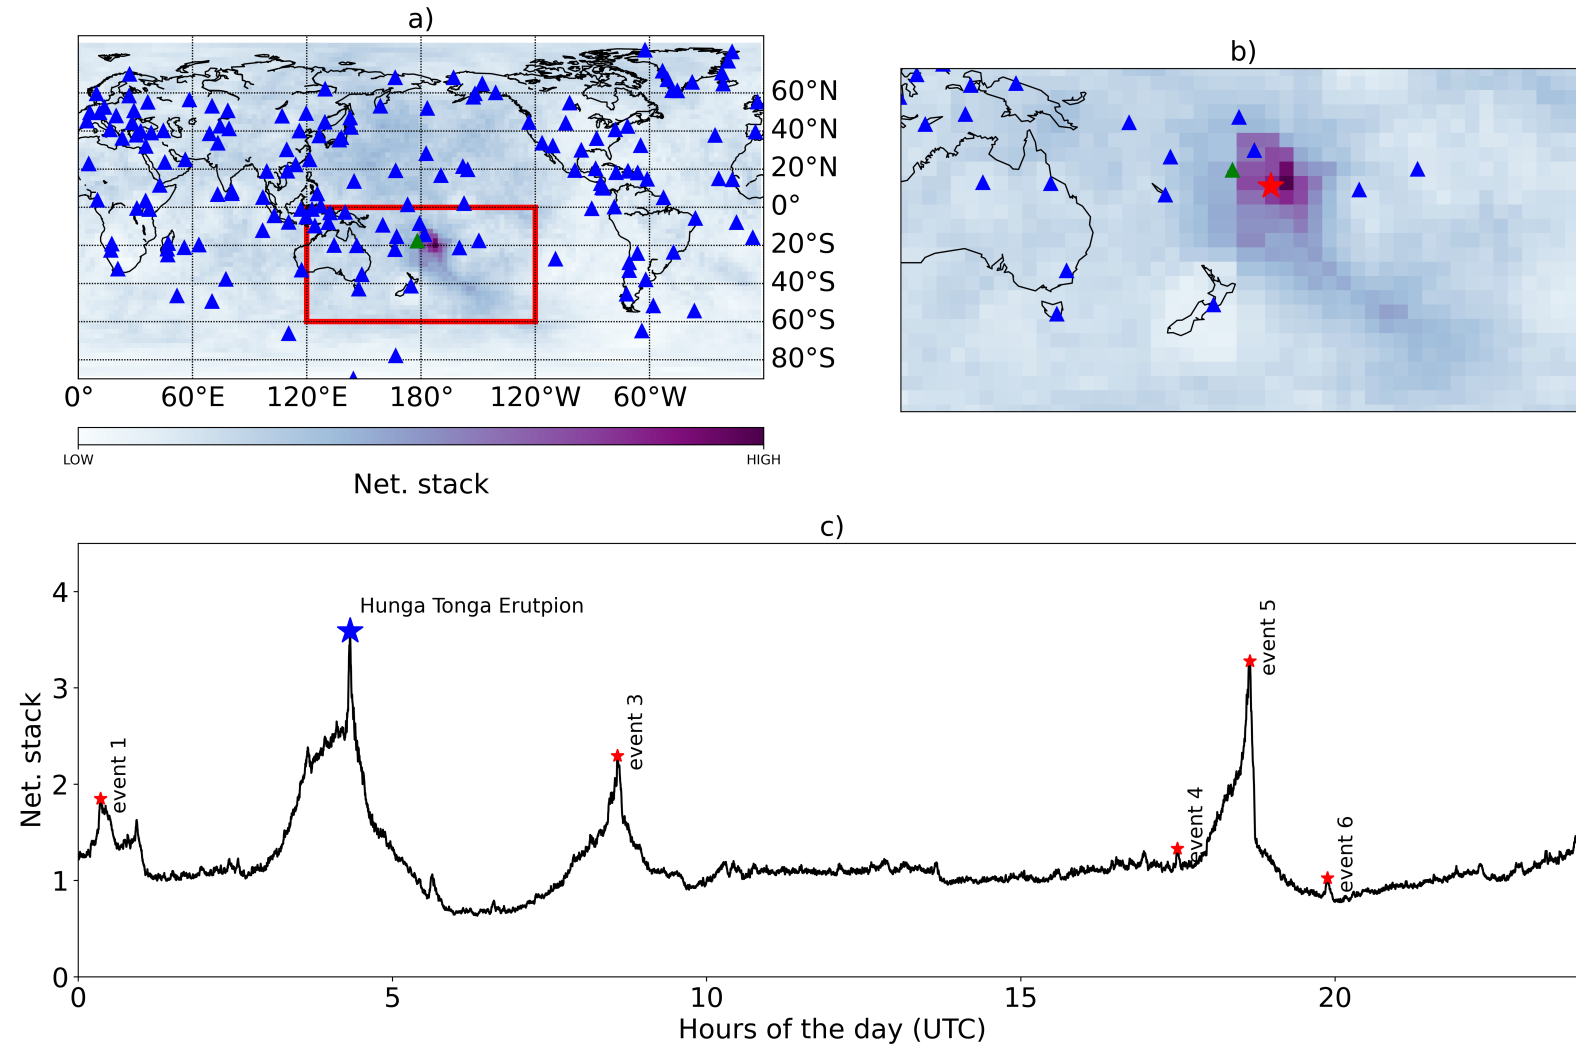 a)
b)
60°N
40°N
20°N
0°
20°S
40°S
60°S
80°S
0° 60°E 120°E 180° 120°W 60°W
LOW HIGH
Net. stack
c)
Net. stack
4
3
2
1
0
Hunga Tonga Erutpion
event 1
event 3
event 4
event 5
event 6
0 5 10 15 20
Hours of the day (UTC)